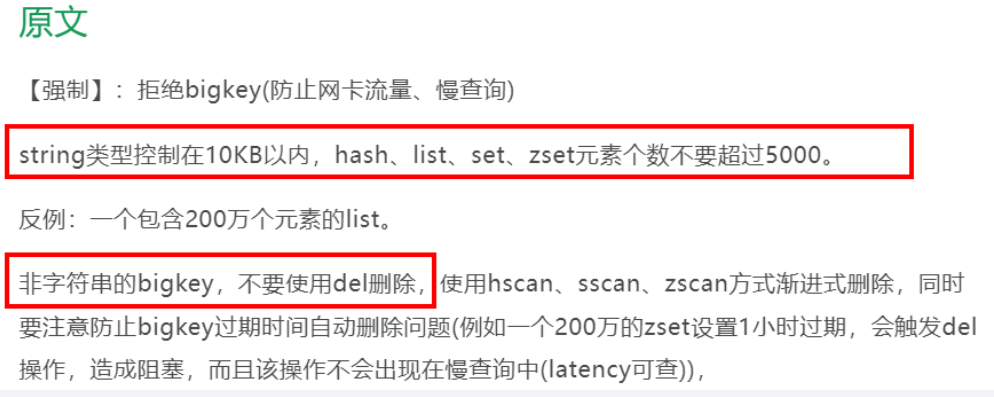 原文
【强制】：拒绝bigkey(防止网卡流量、慢查询)
string类型控制在10KB以内，hash、list、set、zset元素个数不要超过5000。
反例：一个包含200万个元素的list。
非字符串的bigkey，不要使用del删除，使用hscan、sscan、zscan方式渐进式删除，同时
要注意防止bigkey过期时间自动删除问题(例如一个200万的zset设置1小时过期，会触发del
操作，造成阻塞，而且该操作不会出现在慢查询中(latency可查))，